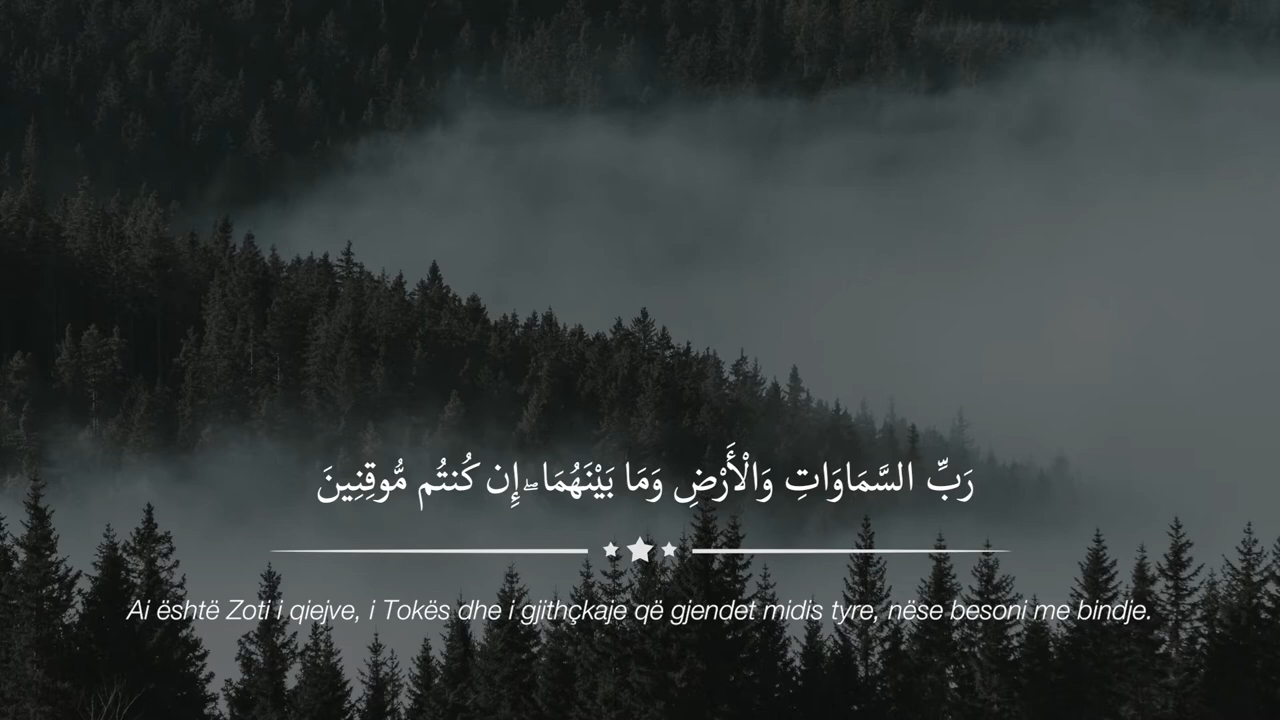 رَبِّ السَّمَاوَاتِ وَالْأَرْضِ وَمَا بَيْنَهُمَا ۖ إِن كُنتُم مُّوقِنِينَ
Ai është Zoti i qiejve, i Tokës dhe i gjithçkaje që gjendet midis tyre, nëse besoni me bindje.